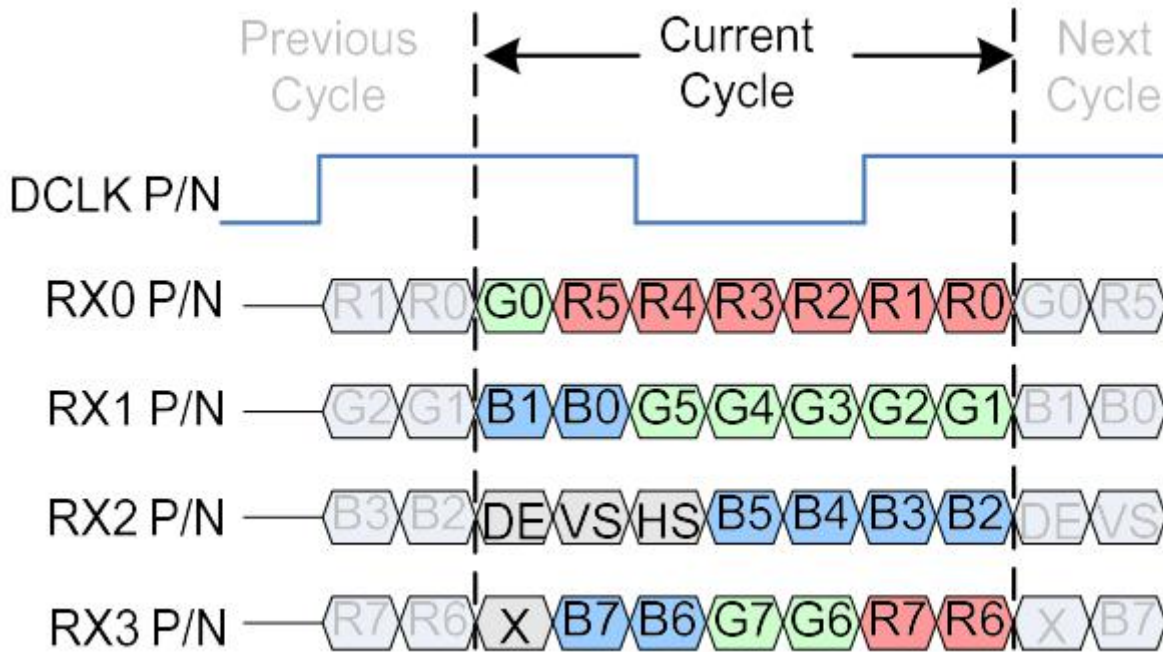 Previous Cycle Current Cycle Next Cycle
DCLK P/N
RX0 P/N R1 R0 G0 R5 R4 R3 R2 R1 R0 G0 R5
RX1 P/N G2 G1 B1 B0 G5 G4 G3 G2 G1 B1 B0
RX2 P/N B3 B2 DE VS HS B5 B4 B3 B2 DE VS
RX3 P/N R7 R6 X B7 B6 G7 G6 R7 R6 X B7